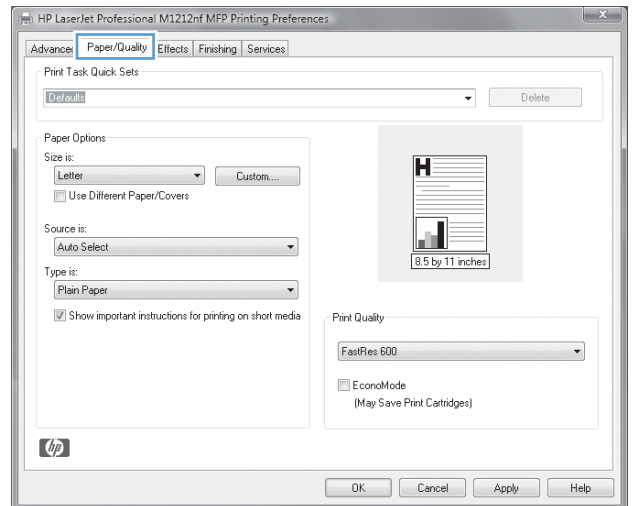 HP LaserJet Professional M1212nf MFP Printing Preferences
Advanced Paper/Quality Effects Finishing Services
Print Task Quick Sets
Defaults Delete
Paper Options
Size is:
Letter Custom....
Use Different Paper/Covers
Source is:
Auto Select
Type is:
Plain Paper
Show important instructions for printing on short media
H
8.5 by 11 inches
Print Quality
FastRes 600
EconoMode
(May Save Print Cartridges)
hp
OK Cancel Apply Help